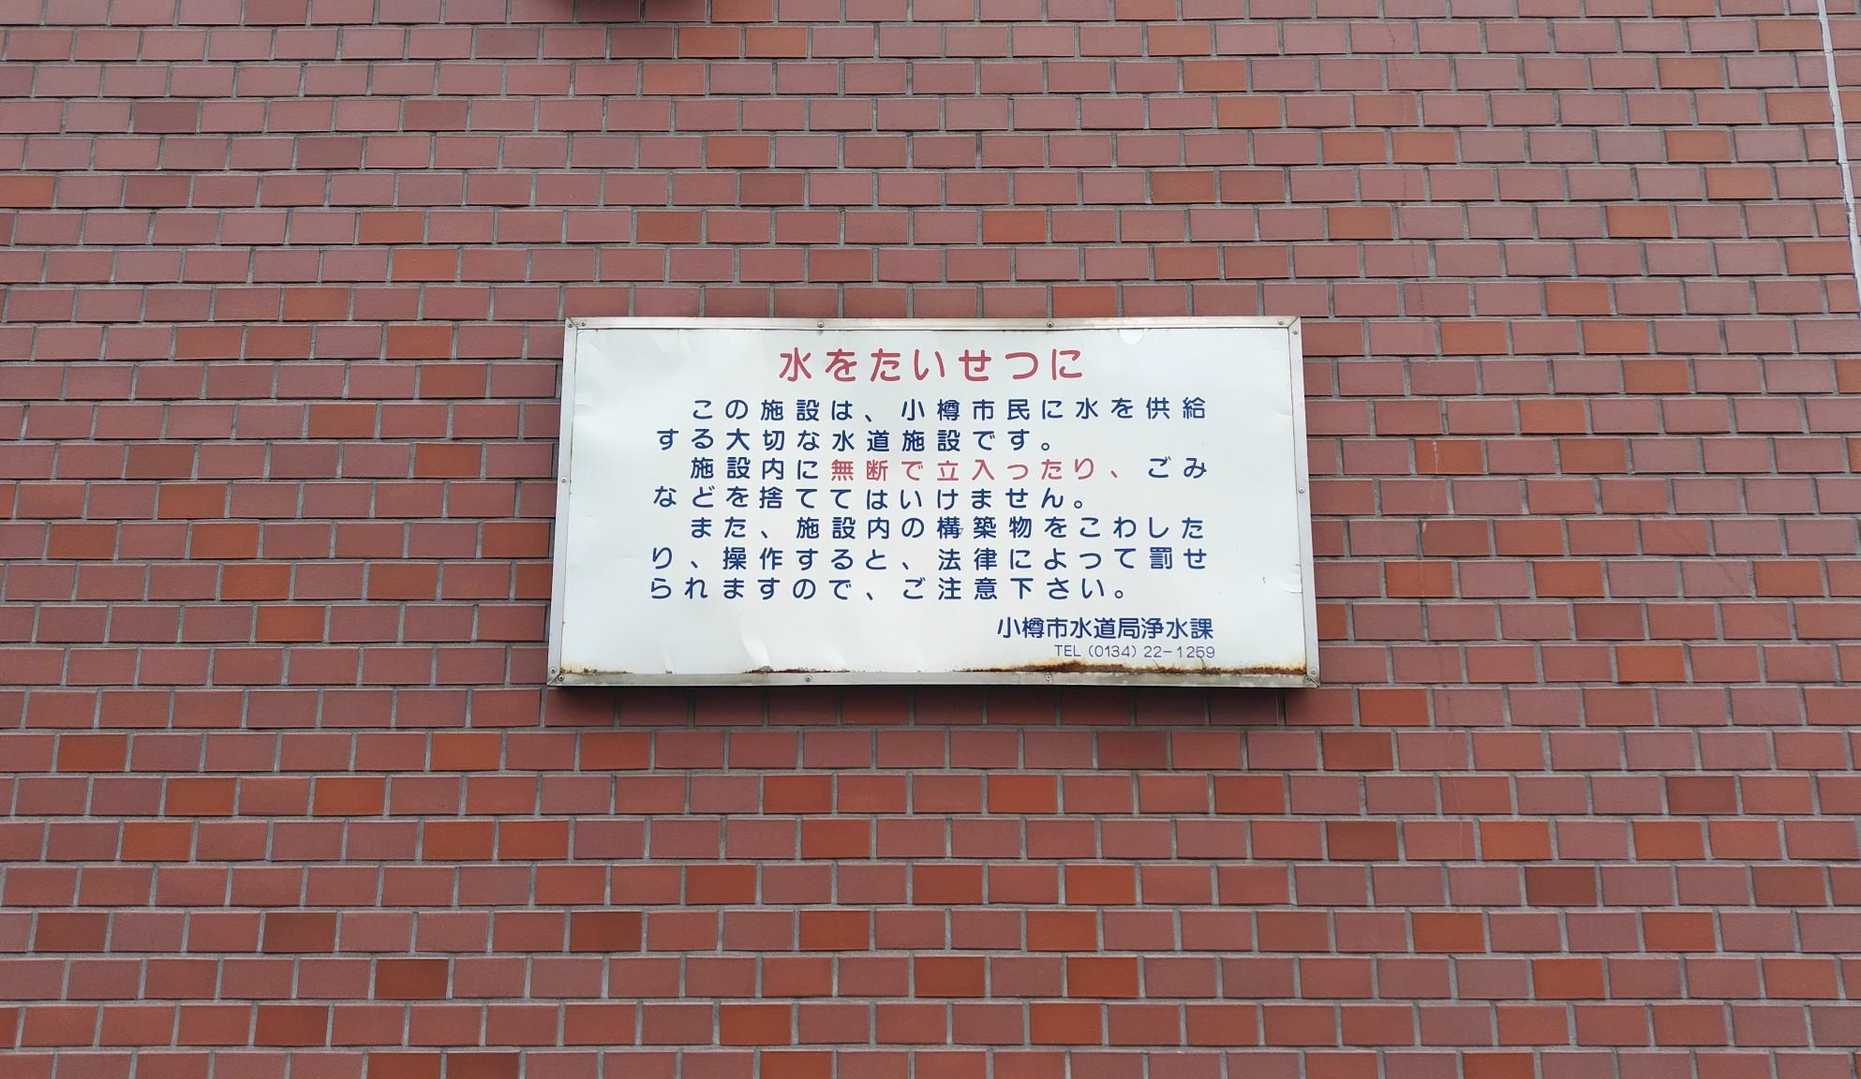 水をたいせつに
この施設は、小樽市民に水を供給
する大切な水道施設です。
施設内に無断で立入ったり、ごみ
などを捨ててはいけません。
また、施設内の構築物をこわした
り、操作すると、法律によって罰せ
られますので、ご注意下さい。
小樽市水道局浄水課
TEL (0134) 22-1259